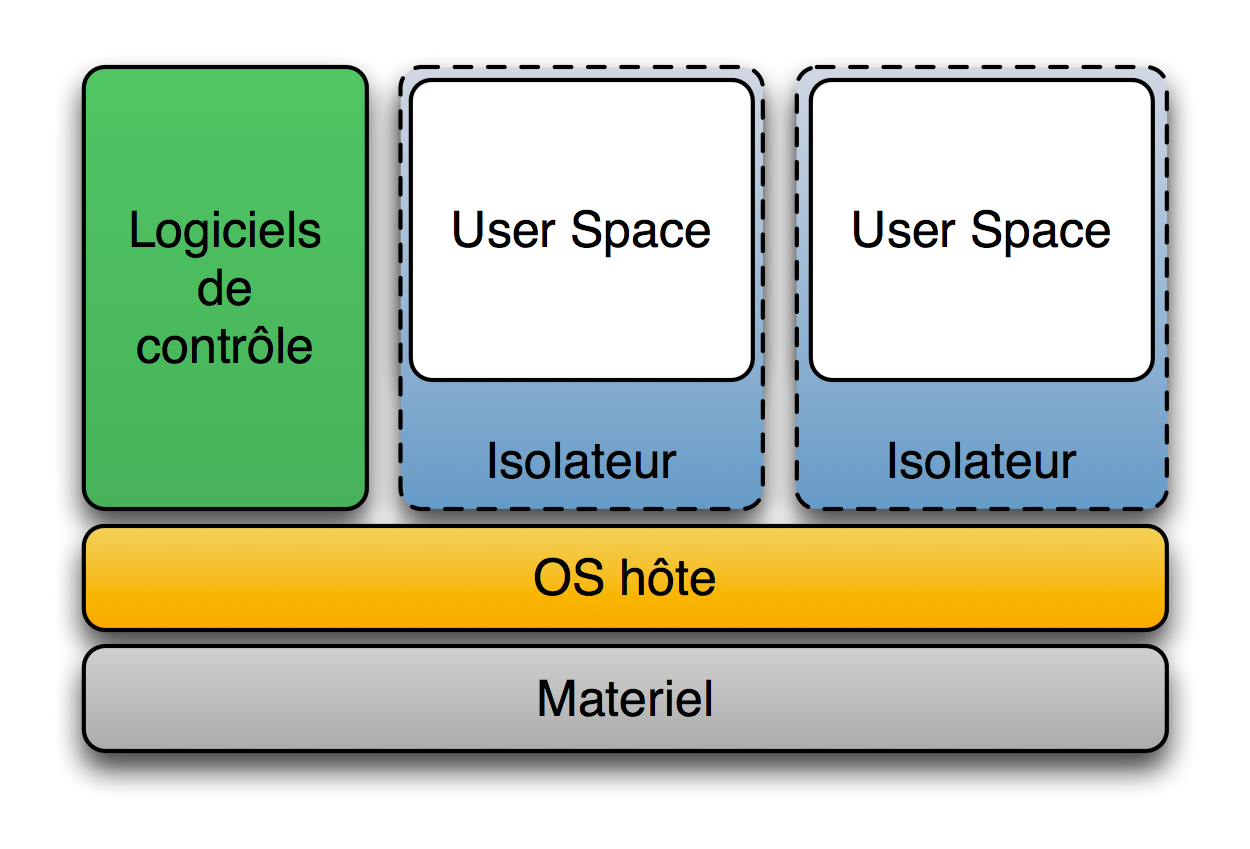 Logiciels
de
contrôle
User Space
Isolateur
User Space
Isolateur
OS hôte
Materiel